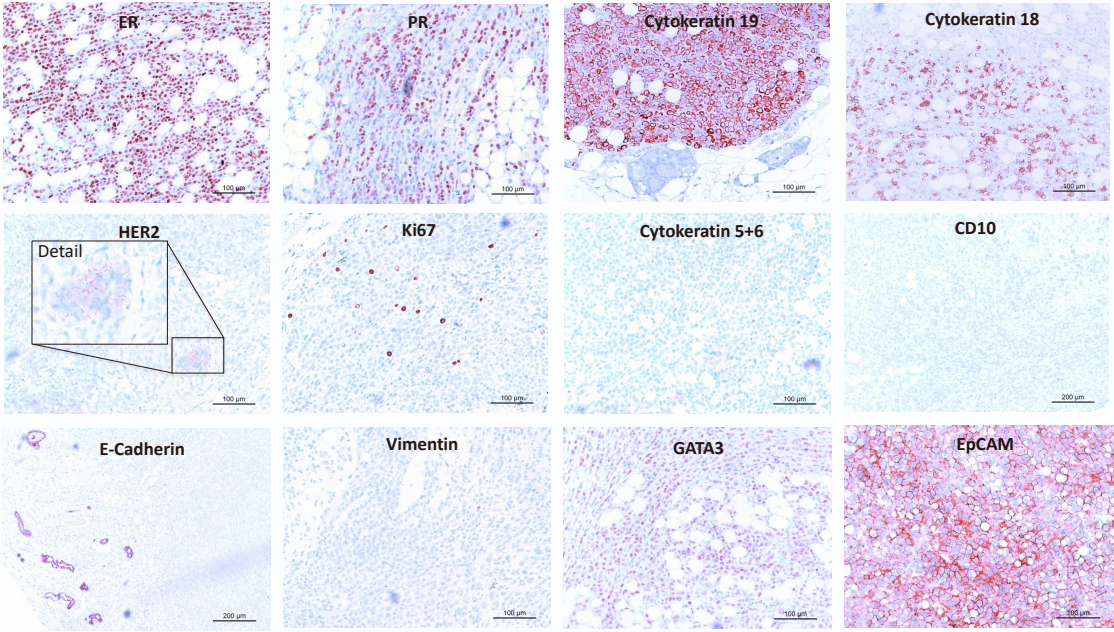 ER
PR
Cytokeratin 19
Cytokeratin 18
100 µm
100 µm
100 µm
100 µm
HER2
Detail
Ki67
Cytokeratin 5+6
CD10
100 µm
100 µm
100 µm
200 µm
E-Cadherin
Vimentin
GATA3
EpCAM
200 µm
100 µm
100 µm
100 µm